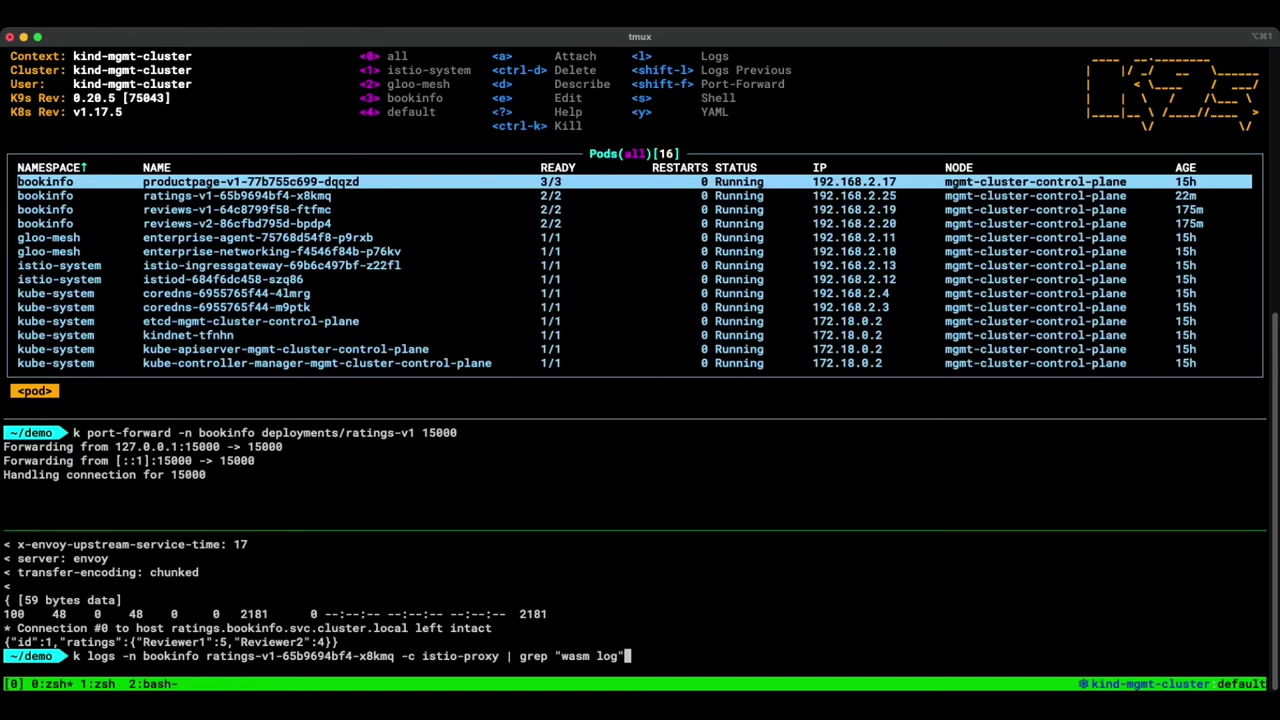 tmux
⌥⌘1
Context: kind-mgmt-cluster <0> all <a> Attach <l> Logs
Cluster: kind-mgmt-cluster <1> istio-system <ctrl-d> Delete <shift-l> Logs Previous
User: kind-mgmt-cluster <2> gloo-mesh <d> Describe <shift-f> Port-Forward
K9s Rev: 0.20.5 [75043] <3> bookinfo <e> Edit <s> Shell
K8s Rev: v1.17.5 <4> default <?> Help <y> YAML
<ctrl-k> Kill
Pods(all)[16]
NAMESPACE↑ NAME READY RESTARTS STATUS IP NODE AGE
bookinfo productpage-v1-77b755c699-dqqzd 3/3 0 Running 192.168.2.17 mgmt-cluster-control-plane 15h
bookinfo ratings-v1-65b9694bf4-x8kmq 2/2 0 Running 192.168.2.25 mgmt-cluster-control-plane 22m
bookinfo reviews-v1-64c8799f58-ftfmc 2/2 0 Running 192.168.2.19 mgmt-cluster-control-plane 175m
bookinfo reviews-v2-86cfbd795d-bpdp4 2/2 0 Running 192.168.2.20 mgmt-cluster-control-plane 175m
gloo-mesh enterprise-agent-75768d54f8-p9rxb 1/1 0 Running 192.168.2.11 mgmt-cluster-control-plane 15h
gloo-mesh enterprise-networking-f4546f84b-p76kv 1/1 0 Running 192.168.2.10 mgmt-cluster-control-plane 15h
istio-system istio-ingressgateway-69b6c497bf-z22fl 1/1 0 Running 192.168.2.13 mgmt-cluster-control-plane 15h
istio-system istiod-684f6dc458-szq86 1/1 0 Running 192.168.2.12 mgmt-cluster-control-plane 15h
kube-system coredns-6955765f44-4lmrg 1/1 0 Running 192.168.2.4 mgmt-cluster-control-plane 15h
kube-system coredns-6955765f44-m9ptk 1/1 0 Running 192.168.2.3 mgmt-cluster-control-plane 15h
kube-system etcd-mgmt-cluster-control-plane 1/1 0 Running 172.18.0.2 mgmt-cluster-control-plane 15h
kube-system kindnet-tfnhn 1/1 0 Running 172.18.0.2 mgmt-cluster-control-plane 15h
kube-system kube-apiserver-mgmt-cluster-control-plane 1/1 0 Running 172.18.0.2 mgmt-cluster-control-plane 15h
kube-system kube-controller-manager-mgmt-cluster-control-plane 1/1 0 Running 172.18.0.2 mgmt-cluster-control-plane 15h
<pod>
~/demo k port-forward -n bookinfo deployments/ratings-v1 15000
Forwarding from 127.0.0.1:15000 -> 15000
Forwarding from [::1]:15000 -> 15000
Handling connection for 15000
< x-envoy-upstream-service-time: 17
< server: envoy
< transfer-encoding: chunked
<
{ [59 bytes data]
100 48 0 48 0 0 2181 0 --:--:-- --:--:-- --:--:-- 2181
* Connection #0 to host ratings.bookinfo.svc.cluster.local left intact
{"id":1,"ratings":{"Reviewer1":5,"Reviewer2":4}}
~/demo k logs -n bookinfo ratings-v1-65b9694bf4-x8kmq -c istio-proxy | grep "wasm log"
[0] 0:zsh* 1:zsh 2:bash- ⎈kind-mgmt-cluster:default